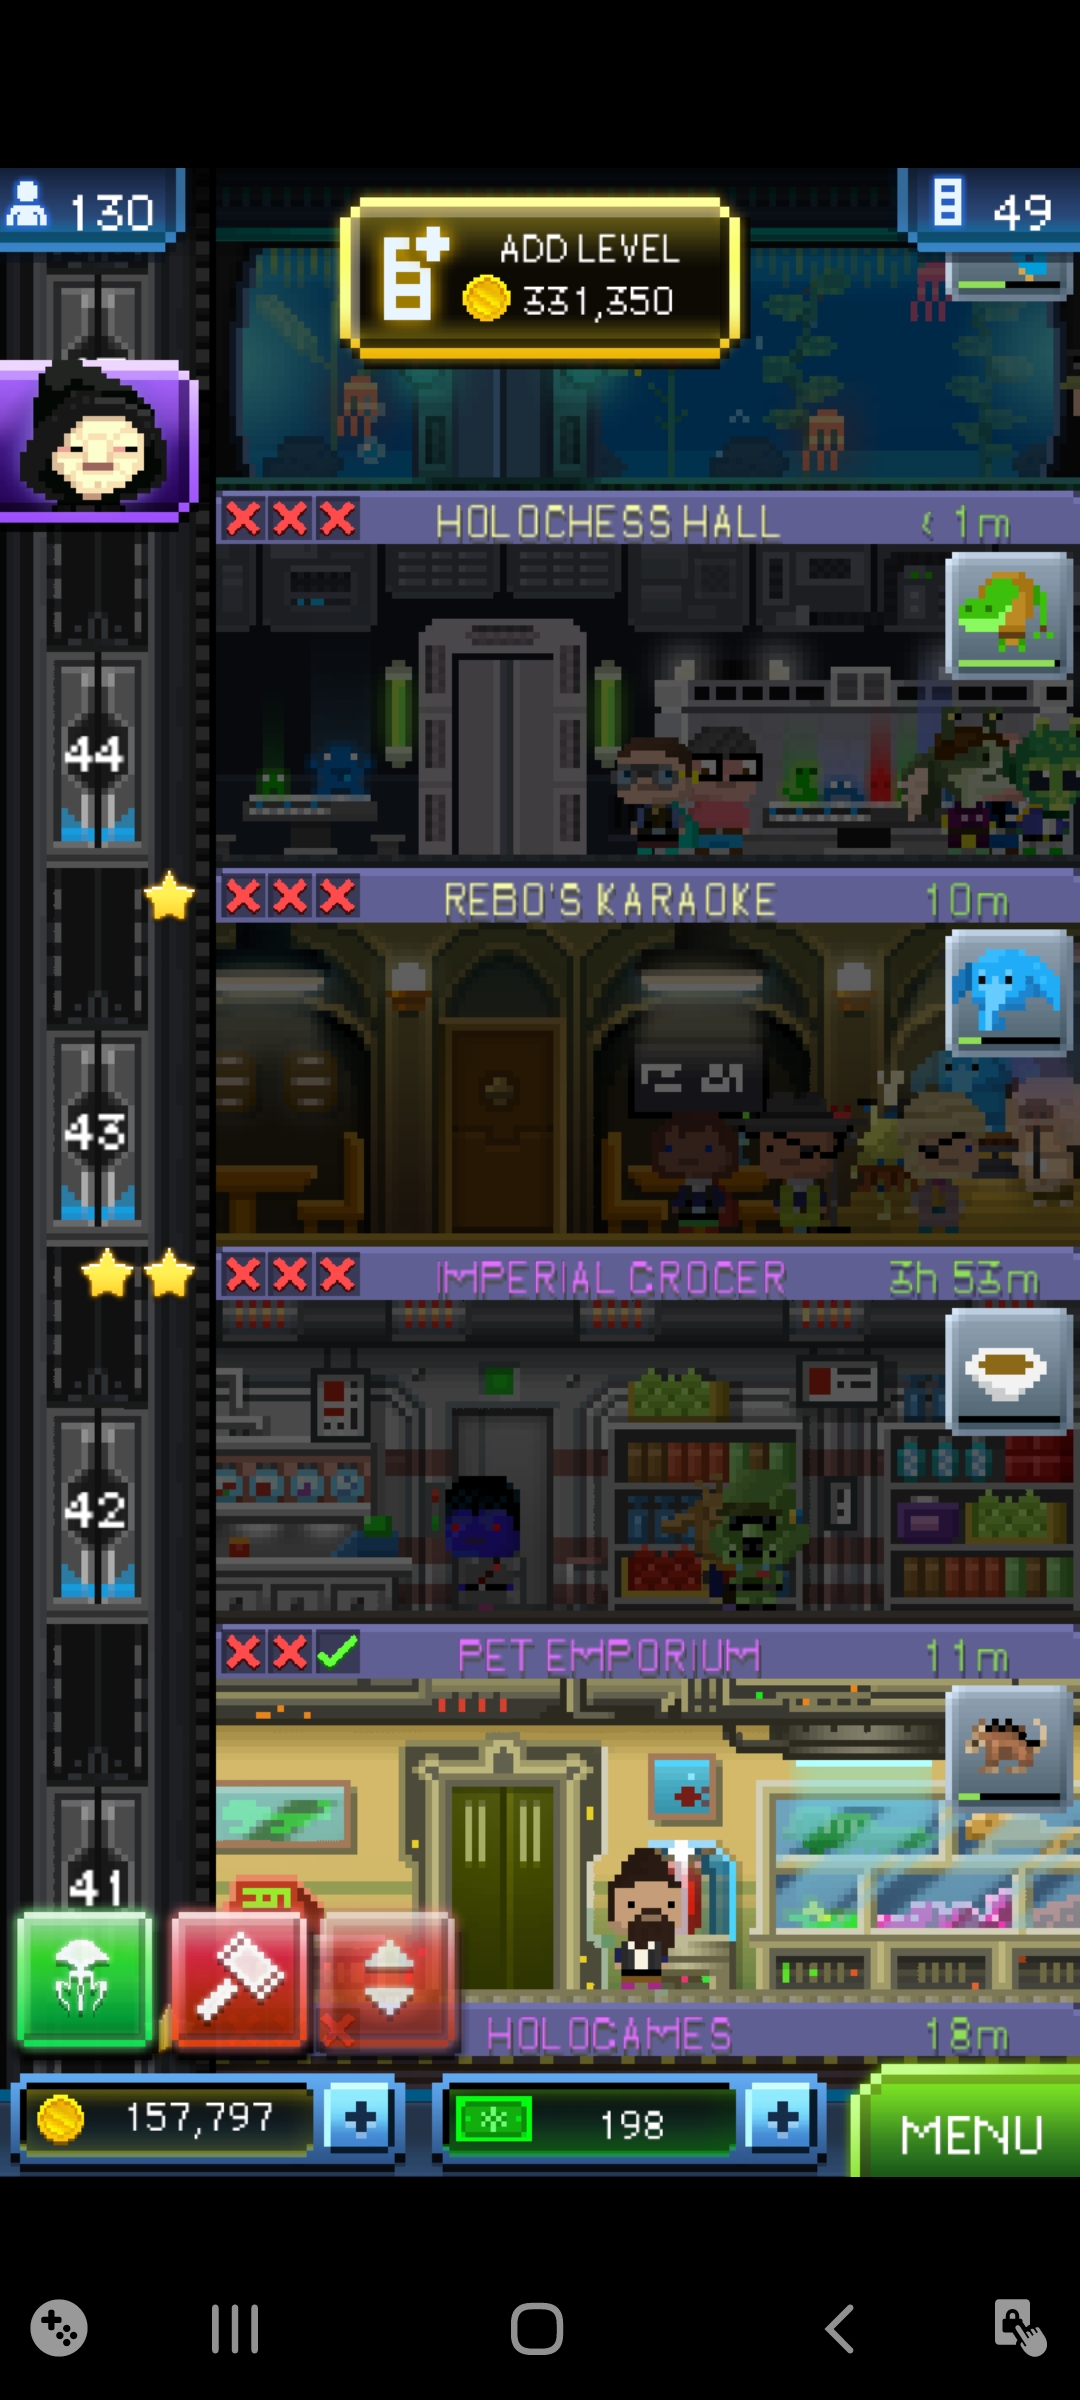 130
ADD LEVEL
331,350
49
HOLOCHESS HALL < 1m
44
REBO'S KARAOKE 10m
43
IMPERIAL GROCER 3h 53m
42
PET EMPORIUM 11m
41
HOLOGAMES 18m
157,797
198
MENU